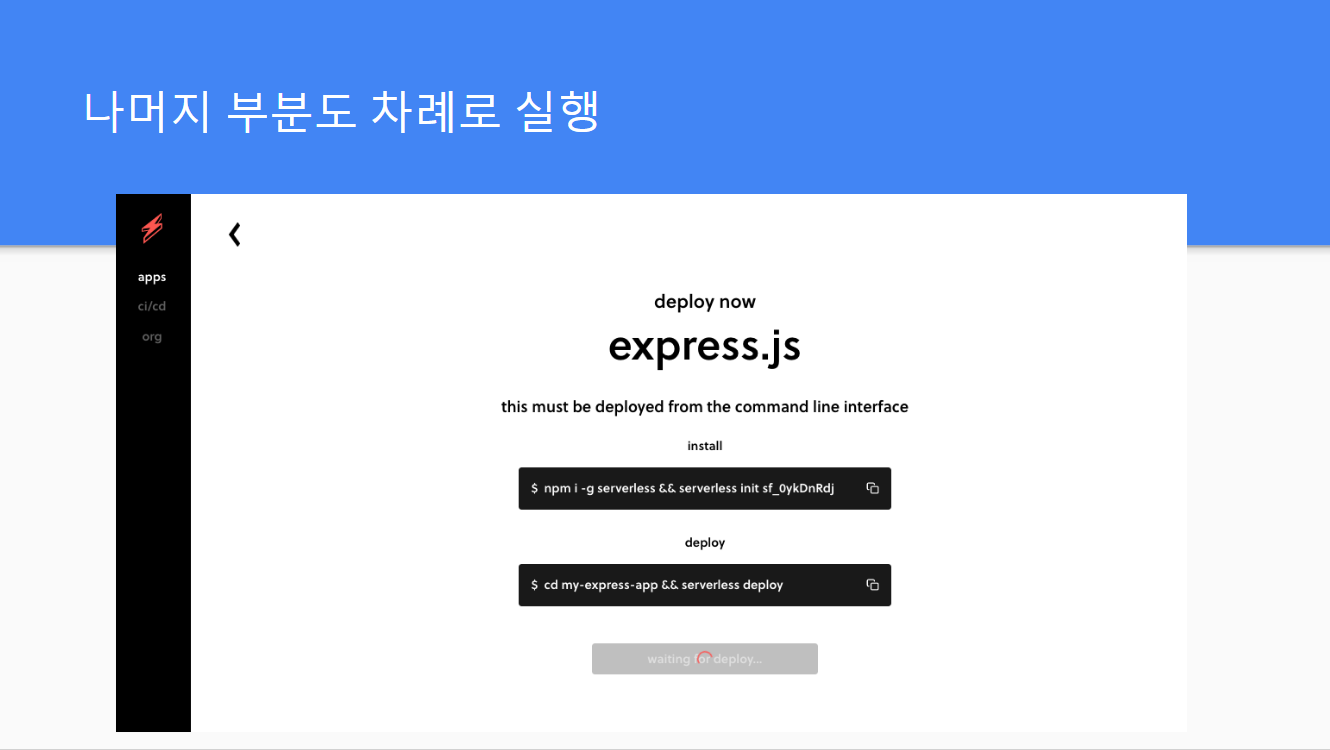 나머지 부분도 차례로 실행
apps
ci/cd
org
deploy now
express.js
this must be deployed from the command line interface
install
$ npm i -g serverless && serverless init sf_0ykDnRdj
deploy
$ cd my-express-app && serverless deploy
waiting for deploy...